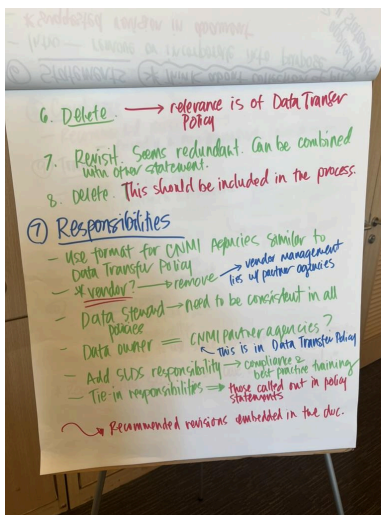 * suggested revision in document
6. Delete. → relevance is of Data Transfer
Policy
7. Revisit. Seems redundant. Can be combined
with other statement.
8. Delete. This should be included in the process.
⑦ Responsibilities
- Use format for CNMI Agencies similar to
Data Transfer Policy
- * vendor? → remove → vendor management
lies w/ partner agencies
- Data Steward → need to be consistent in all
policies
Data owner = CNMI partner agencies?
↖ This is in Data Transfer Policy
- Add SLDS responsibility → compliance &
best practice training
- Tie-in responsibilities → those called out in policy
statements
→ Recommended revisions embedded in the doc.